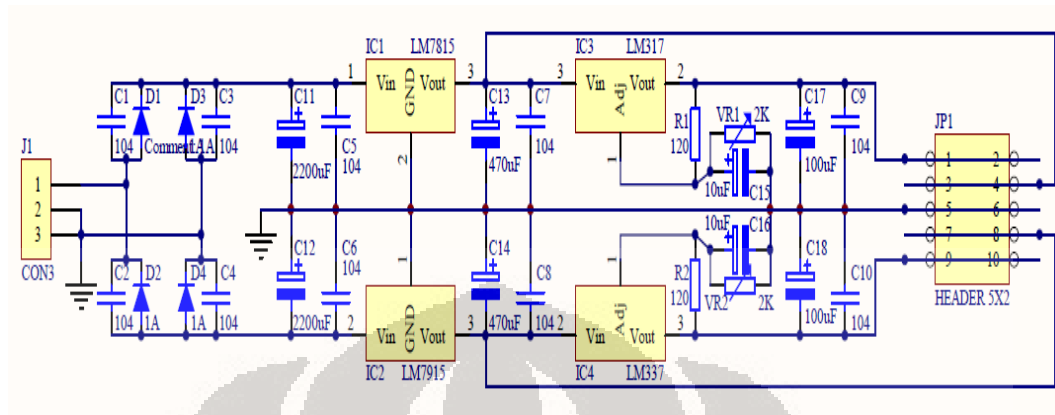 IC1 LM7815
IC3 LM317
C1 D1 D3 C3
C11
1
Vin Vout
GND
3
C13
C7
3
Vin Vout
Adj
2
C17
C9
R1
VR1 2K
JP1
J1
104
Comment:1A
1A
104
C5
104
2
104
1
120
1 2
2200uF
470uF
10uF
C15
100uF
104
3 4
1
2
3
5 6
CON3
C2 D2 D4 C4
C12
C6
104
1
C14
C8
10uF
C16
C18
C10
7 8
R2
120
9 10
104
1A
1A
104
2200uF
2
Vin Vout
GND
3
470uF
104
2
Vin Vout
Adj
1
3
VR2 2K
100uF
104
HEADER 5X2
IC2 LM7915
IC4 LM337